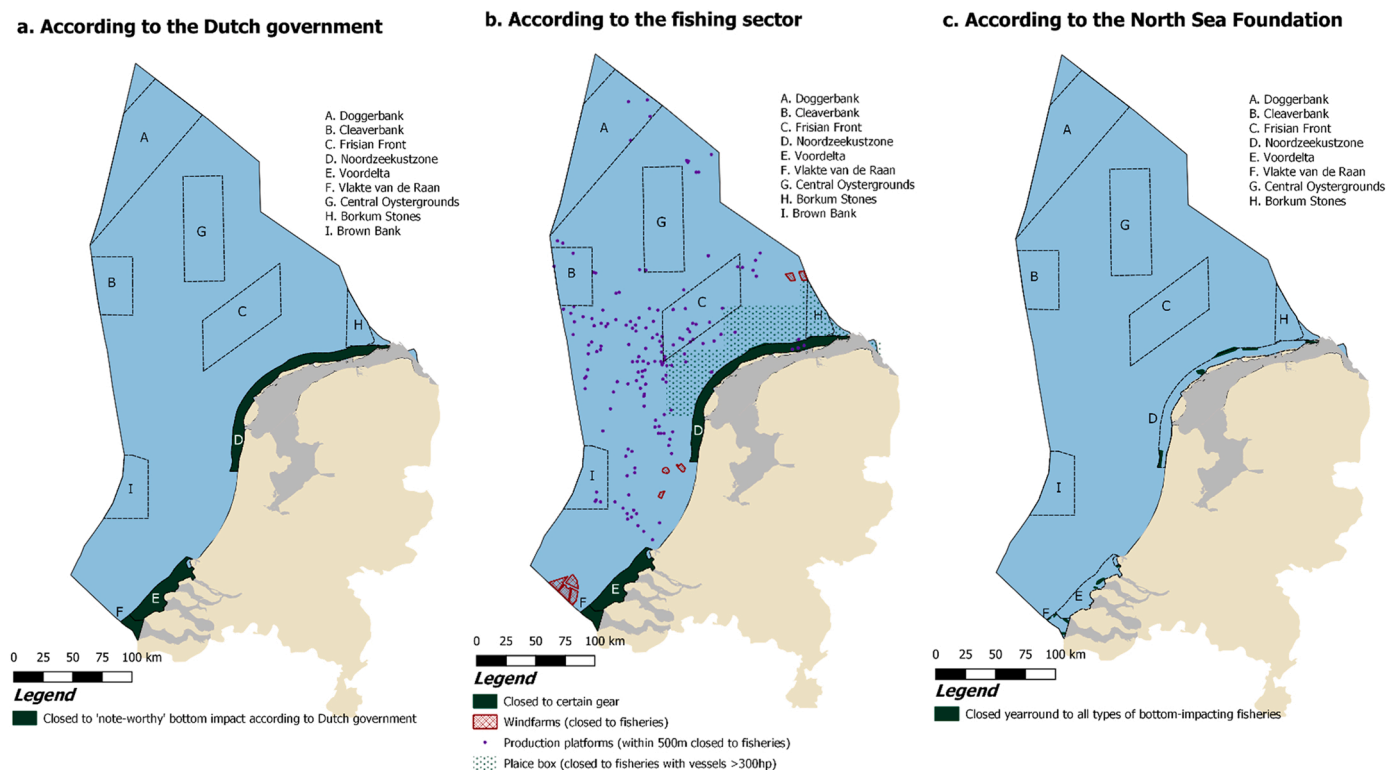 a. According to the Dutch government
A. Doggerbank
B. Cleaverbank
C. Frisian Front
D. Noordzeekustzone
E. Voordelta
F. Vlakte van de Raan
G. Central Oystergrounds
H. Borkum Stones
I. Brown Bank
A
G
B
C
H
D
I
E
F
0 25 50 75 100 km
Legend
Closed to 'note-worthy' bottom impact according to Dutch government
b. According to the fishing sector
A. Doggerbank
B. Cleaverbank
C. Frisian Front
D. Noordzeekustzone
E. Voordelta
F. Vlakte van de Raan
G. Central Oystergrounds
H. Borkum Stones
I. Brown Bank
A
G
B
C
H
D
I
E
F
0 25 50 75 100 km
Legend
Closed to certain gear
Windfarms (closed to fisheries)
Production platforms (within 500m closed to fisheries)
Plaice box (closed to fisheries with vessels >300hp)
c. According to the North Sea Foundation
A. Doggerbank
B. Cleaverbank
C. Frisian Front
D. Noordzeekustzone
E. Voordelta
F. Vlakte van de Raan
G. Central Oystergrounds
H. Borkum Stones
A
G
B
C
H
D
I
E
F
0 25 50 75 100 km
Legend
Closed yearround to all types of bottom-impacting fisheries